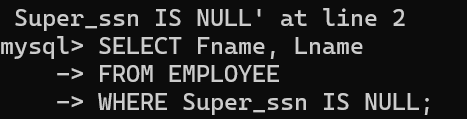 Super_ssn IS NULL' at line 2
mysql> SELECT Fname, Lname
    -> FROM EMPLOYEE
    -> WHERE Super_ssn IS NULL;